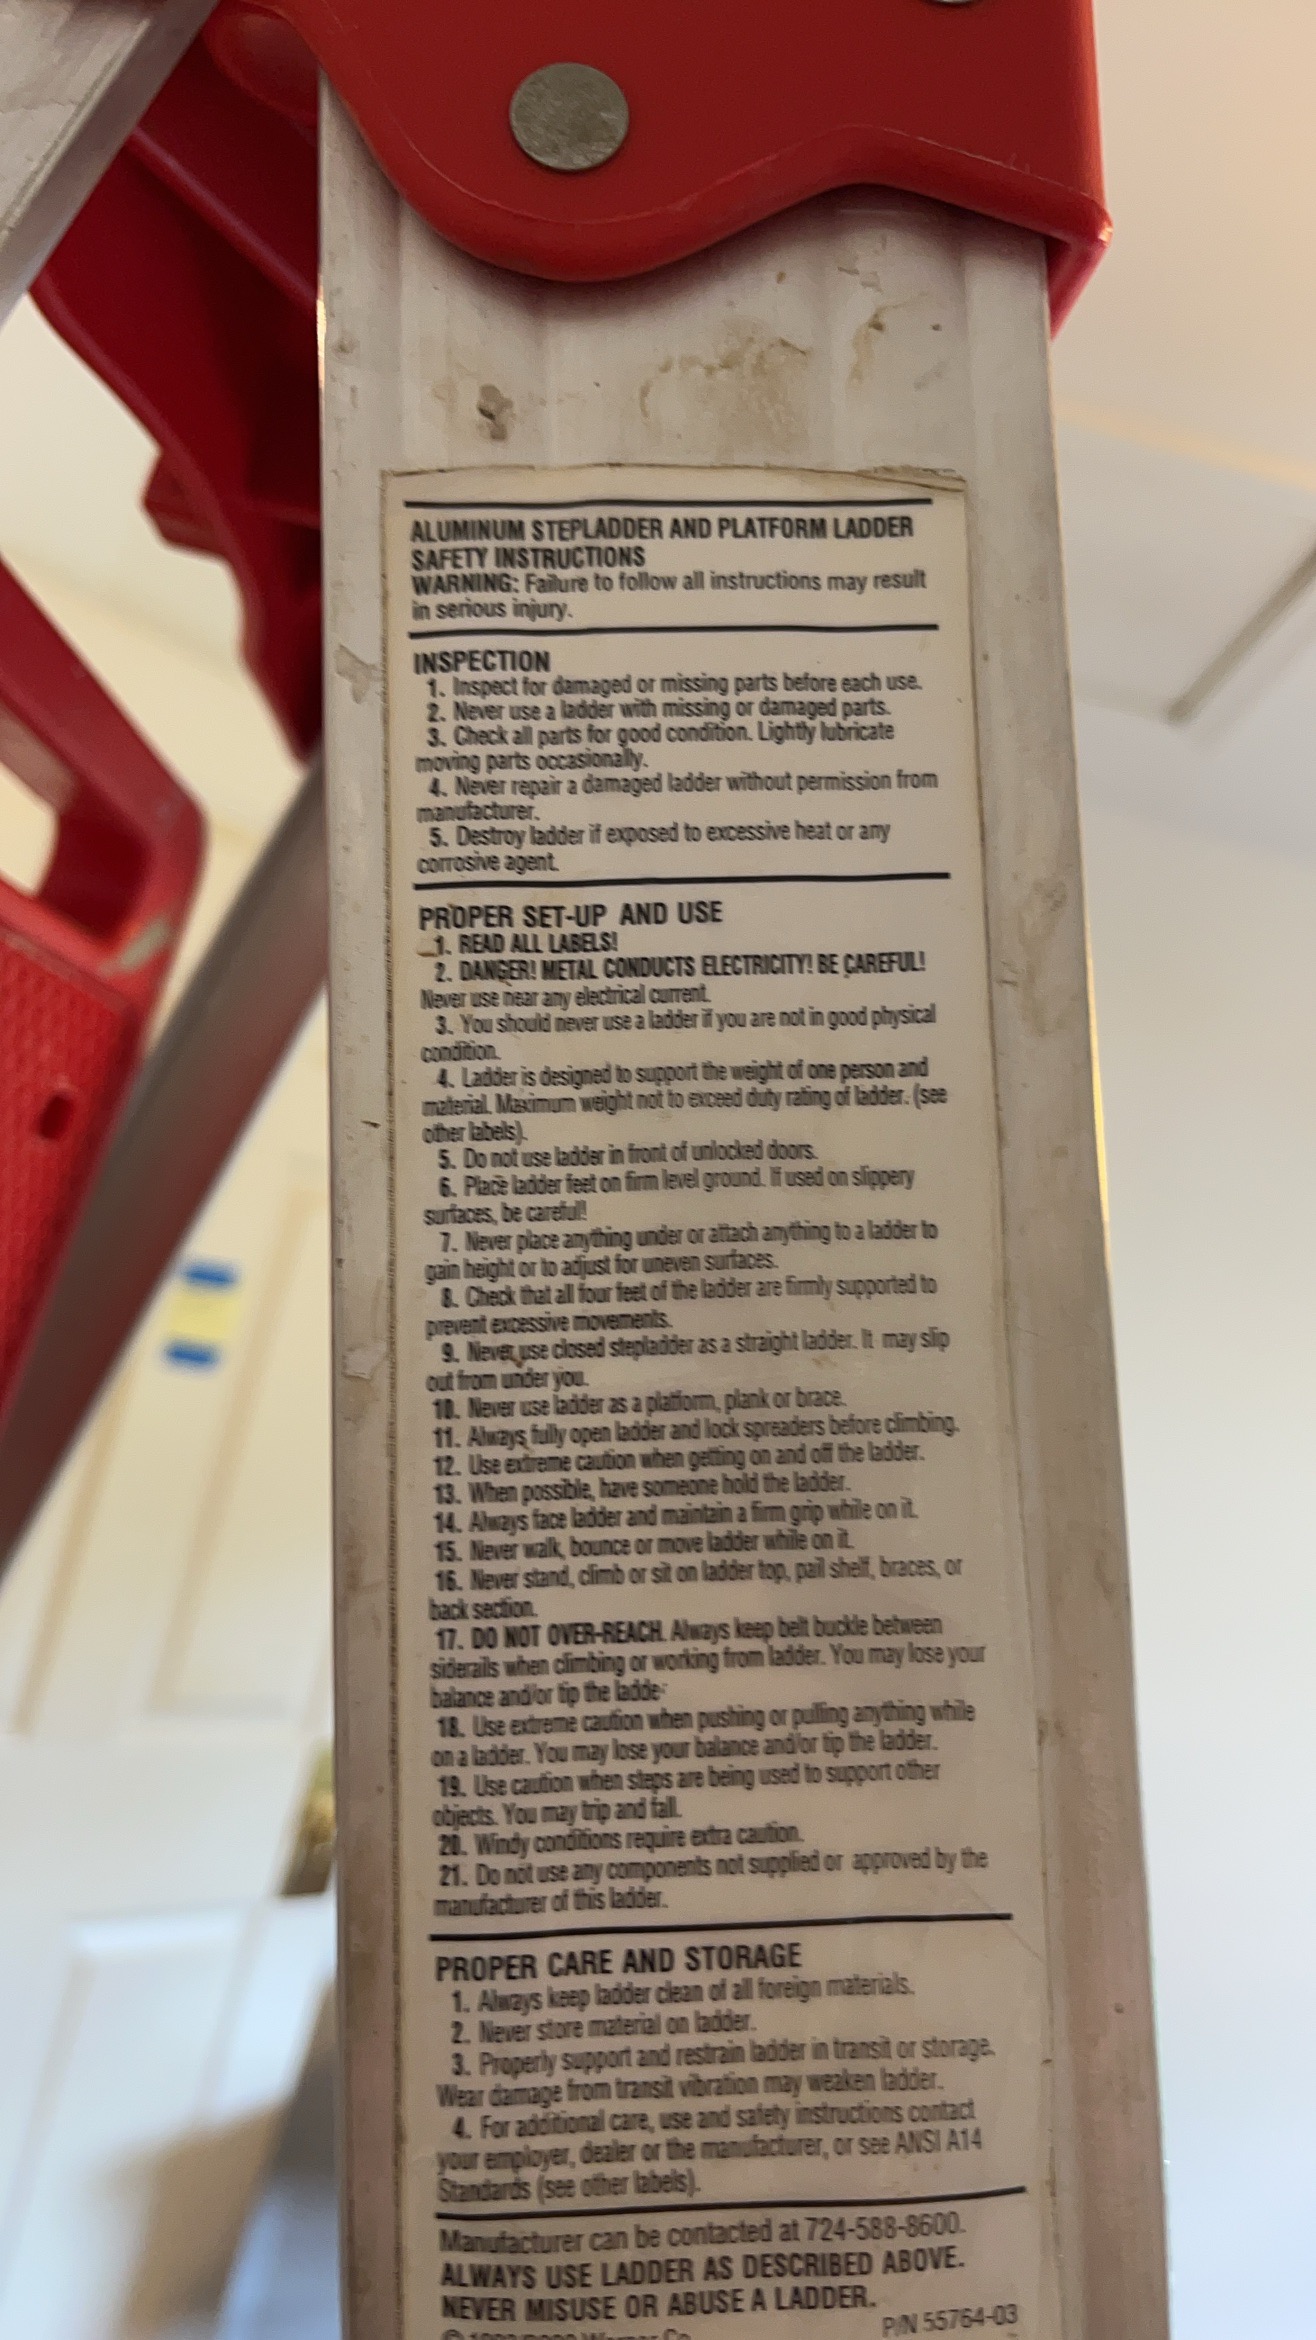 ALUMINUM STEPLADDER AND PLATFORM LADDER
SAFETY INSTRUCTIONS
WARNING: Failure to follow all instructions may result
in serious injury.
INSPECTION
1. Inspect for damaged or missing parts before each use.
2. Never use a ladder with missing or damaged parts.
3. Check all parts for good condition. Lightly lubricate
moving parts occasionally.
4. Never repair a damaged ladder without permission from
manufacturer.
5. Destroy ladder if exposed to excessive heat or any
corrosive agent.
PROPER SET-UP AND USE
1. READ ALL LABELS!
2. DANGER! METAL CONDUCTS ELECTRICITY! BE CAREFUL!
Never use near any electrical current.
3. You should never use a ladder if you are not in good physical
condition.
4. Ladder is designed to support the weight of one person and
material. Maximum weight not to exceed duty rating of ladder. (see
other labels).
5. Do not use ladder in front of unlocked doors.
6. Place ladder feet on firm level ground. If used on slippery
surfaces, be careful!
7. Never place anything under or attach anything to a ladder to
gain height or to adjust for uneven surfaces.
8. Check that all four feet of the ladder are firmly supported to
prevent excessive movements.
9. Never use closed stepladder as a straight ladder. It may slip
out from under you.
10. Never use ladder as a platform, plank or brace.
11. Always fully open ladder and lock spreaders before climbing.
12. Use extreme caution when getting on and off the ladder.
13. When possible, have someone hold the ladder.
14. Always face ladder and maintain a firm grip while on it.
15. Never walk, bounce or move ladder while on it.
16. Never stand, climb or sit on ladder top, pail shelf, braces, or
back section.
17. DO NOT OVER-REACH. Always keep belt buckle between
siderails when climbing or working from ladder. You may lose your
balance and/or tip the ladder
18. Use extreme caution when pushing or pulling anything while
on a ladder. You may lose your balance and/or tip the ladder.
19. Use caution when steps are being used to support other
objects. You may trip and fall.
20. Windy conditions require extra caution.
21. Do not use any components not supplied or approved by the
manufacturer of this ladder.
PROPER CARE AND STORAGE
1. Always keep ladder clean of all foreign materials.
2. Never store material on ladder.
3. Properly support and restrain ladder in transit or storage.
Wear damage from transit vibration may weaken ladder.
4. For additional care, use and safety instructions contact
your employer, dealer or the manufacturer, or see ANSI A14
Standards (see other labels).
Manufacturer can be contacted at 724-588-8600.
ALWAYS USE LADDER AS DESCRIBED ABOVE.
NEVER MISUSE OR ABUSE A LADDER.
P/N 55764-03